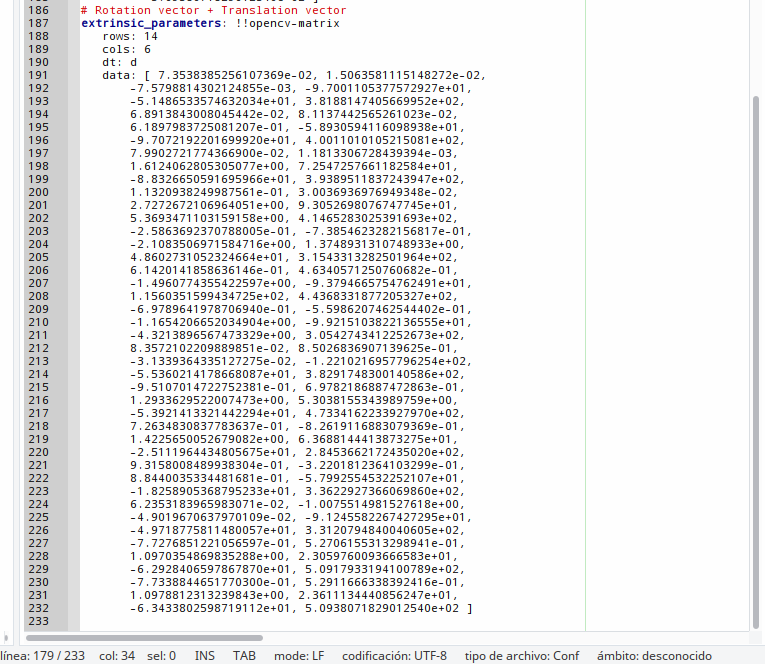 186 # Rotation vector + Translation vector
187 extrinsic_parameters: !!opencv-matrix
188 rows: 14
189 cols: 6
190 dt: d
191 data: [ 7.3538385256107369e-02, 1.5063581115148272e-02,
192 -7.5798814302124855e-03, -9.7001105377572927e+01,
193 -5.1486533574632034e+01, 3.8188147405669952e+02,
194 6.8913843008045442e-02, 8.1137442565261023e-02,
195 6.1897983725081207e-01, -5.8930594116098938e+01,
196 -9.7072192201699920e+01, 4.0011010105215081e+02,
197 7.9902721774366900e-02, 1.1813306728439394e-03,
198 1.6124062805305077e+00, 7.2547257661182584e+01,
199 -8.8326650591695966e+01, 3.9389511837243947e+02,
200 1.1320938249987561e-01, 3.0036936976949348e-02,
201 2.7272672106964051e+00, 9.3052698076747745e+01,
202 5.3693471103159158e+00, 4.1465283025391693e+02,
203 -2.5863692370788005e-01, -7.3854623282156817e-01,
204 -2.1083506971584716e+00, 1.3748931310748933e+00,
205 4.8602731052324664e+01, 3.1543313282501964e+02,
206 6.1420141858636146e-01, 4.6340571250760682e-01,
207 -1.4960774355422597e+00, -9.3794665754762491e+01,
208 1.1560351599434725e+02, 4.4368331877205327e+02,
209 -6.9789641978706940e-01, -5.5986207462544402e-01,
210 -1.1654206652034904e+00, -9.9215103822136555e+01,
211 -4.3213896567473329e+00, 3.0542743412252673e+02,
212 8.3572102209889851e-02, 8.5026836907139625e-01,
213 -3.1339364335127275e-02, -1.2210216957796254e+02,
214 -5.5360214178668087e+01, 3.8291748300140586e+02,
215 -9.5107014722752381e-01, 6.9782186887472863e-01,
216 1.2933629522007473e+00, 5.3038155343989759e+00,
217 -5.3921413321442294e+01, 4.7334162233927970e+02,
218 7.2634830837783637e-01, -8.2619116883079369e-01,
219 1.4225650052679082e+00, 6.3688144413873275e+01,
220 -2.5111964434805675e+01, 2.8453662172435020e+02,
221 9.3158008489938304e-01, -3.2201812364103299e-01,
222 8.8440035334481681e-01, -5.7992554532252107e+01,
223 -1.8258905368795233e+01, 3.3622927366069860e+02,
224 6.2353183965983071e-02, -1.0075514981527618e+00,
225 -4.9019670637970109e-02, -9.1245582267427295e+01,
226 -4.9718775811480057e+01, 3.3120794840040605e+02,
227 -7.7276851221056597e-01, 5.2706155313298941e-01,
228 1.0970354869835288e+00, 2.3059760093666583e+01,
229 -6.2928406597867870e+01, 5.0917933194100789e+02,
230 -7.7338844651770300e-01, 5.2911666338392416e-01,
231 1.0978812313239843e+00, 2.3611134440856247e+01,
232 -6.3433802598719112e+01, 5.0938071829012540e+02 ]
233
línea: 179 / 233 col: 34 sel: 0 INS TAB mode: LF codificación: UTF-8 tipo de archivo: Conf ámbito: desconocido